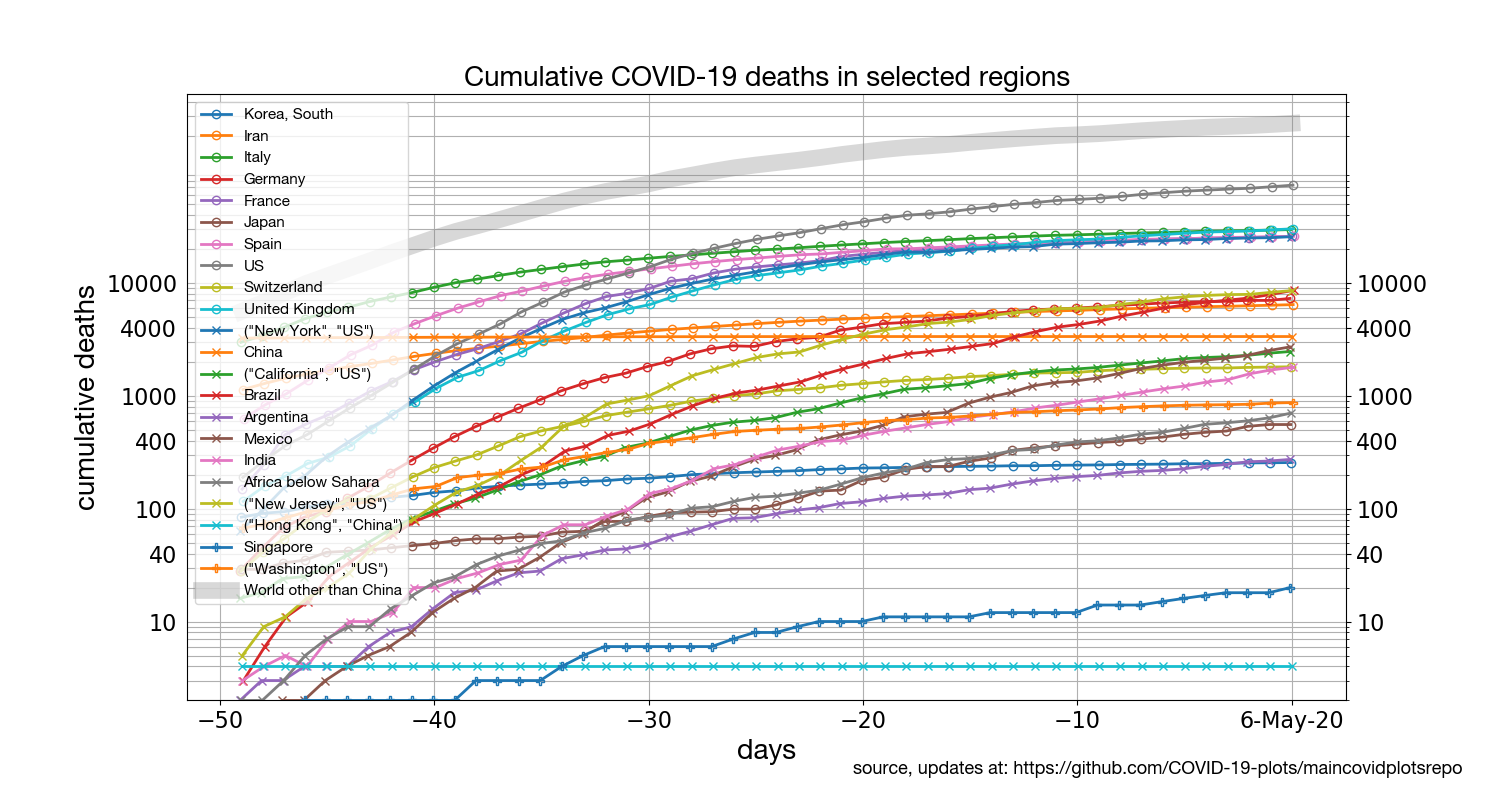 Cumulative COVID-19 deaths in selected regions
cumulative deaths
10000
4000
1000
400
100
40
10
Korea, South
Iran
Italy
Germany
France
Japan
Spain
US
Switzerland
United Kingdom
("New York", "US")
China
("California", "US")
Brazil
Argentina
Mexico
India
Africa below Sahara
("New Jersey", "US")
("Hong Kong", "China")
Singapore
("Washington", "US")
World other than China
10000
4000
1000
400
100
40
10
−50 −40 −30 −20 −10 6-May-20
days
source, updates at: https://github.com/COVID-19-plots/maincovidplotsrepo